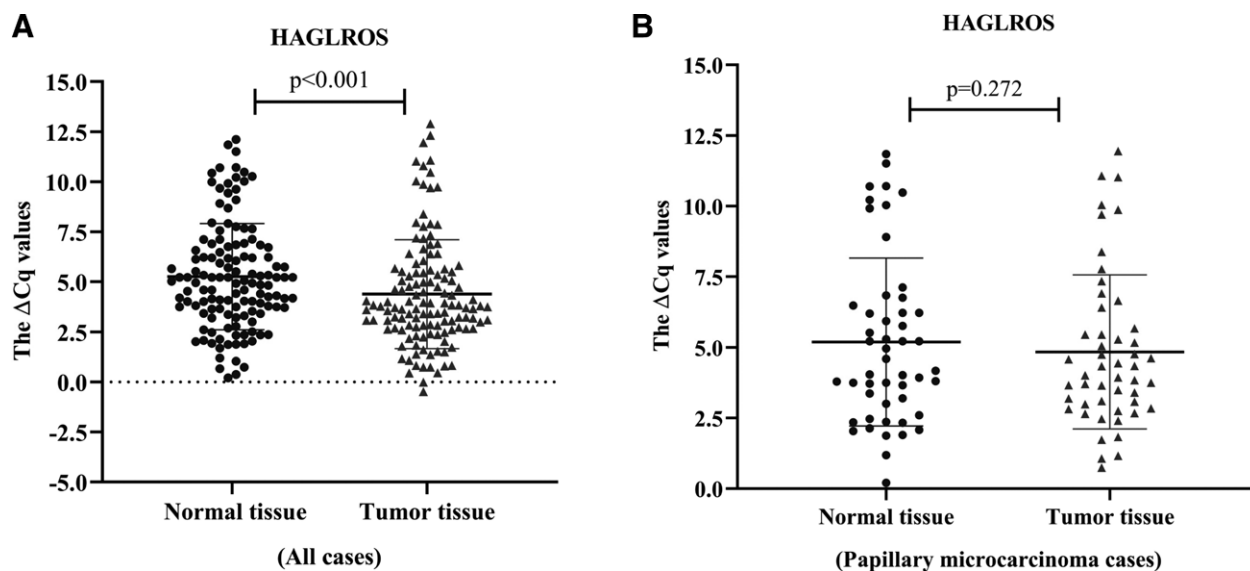 A
HAGLROS
p<0.001
The ΔCq values
15.0
12.5
10.0
7.5
5.0
2.5
0.0
-2.5
-5.0
Normal tissue
Tumor tissue
(All cases)
B
HAGLROS
p=0.272
The ΔCq values
15.0
12.5
10.0
7.5
5.0
2.5
0.0
Normal tissue
Tumor tissue
(Papillary microcarcinoma cases)